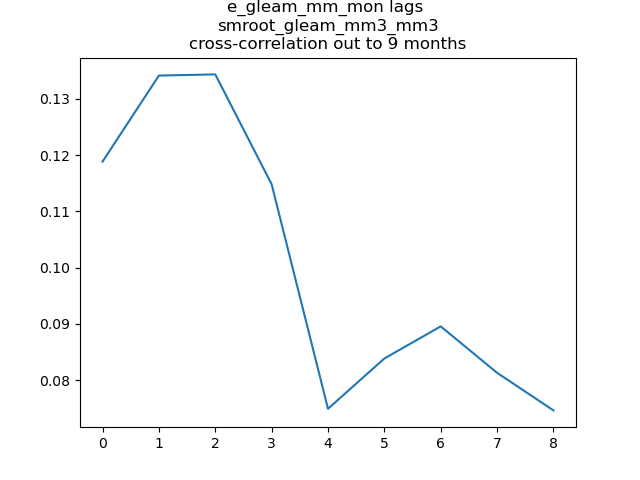 e_gleam_mm_mon lags
smroot_gleam_mm3_mm3
cross-correlation out to 9 months
0.13
0.12
0.11
0.10
0.09
0.08
0 1 2 3 4 5 6 7 8